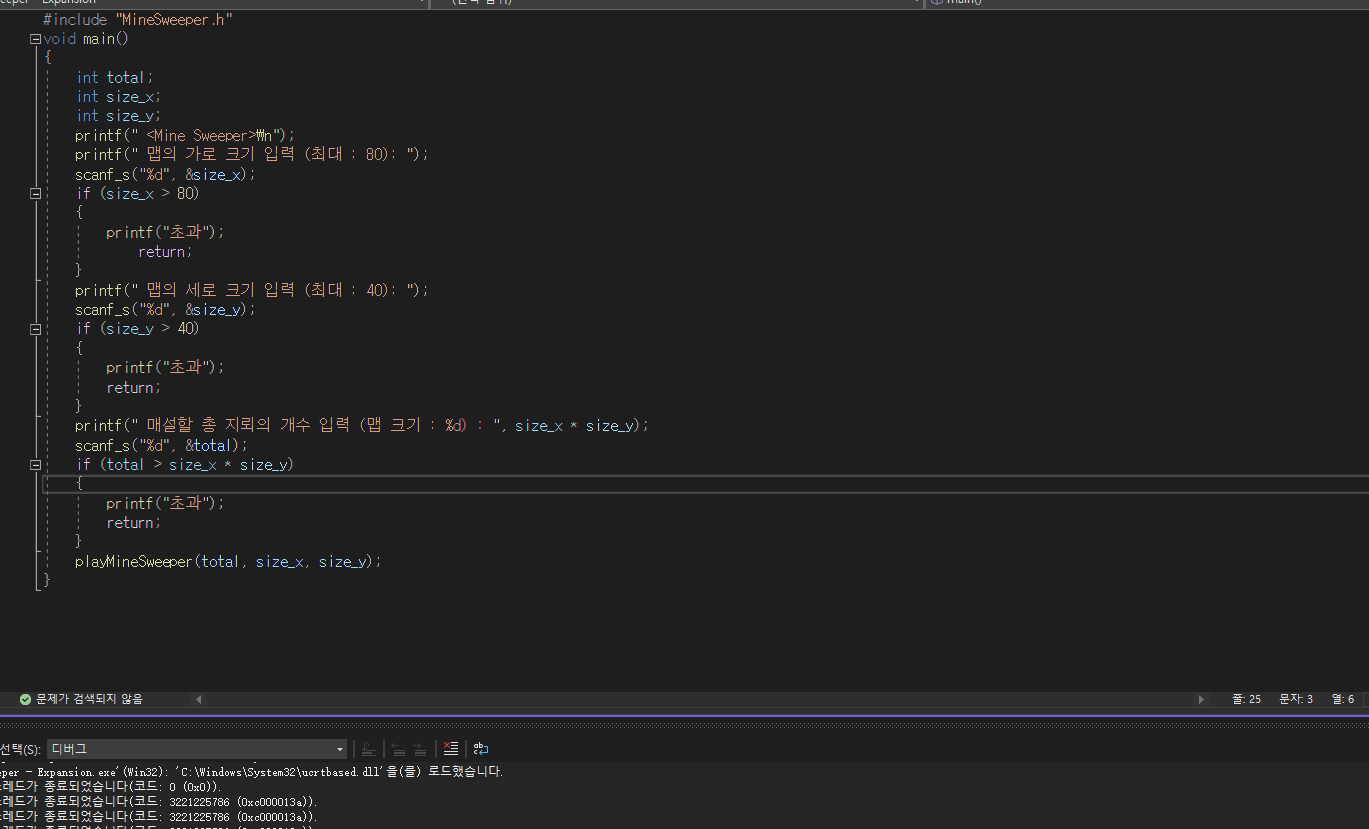 Expansion
main()
#include "MineSweeper.h"
void main()
{
int total;
int size_x;
int size_y;
printf(" <Mine Sweeper>₩n");
printf(" 맵의 가로 크기 입력 (최대 : 80): ");
scanf_s("%d", &size_x);
if (size_x > 80)
{
printf("초과");
return;
}
printf(" 맵의 세로 크기 입력 (최대 : 40): ");
scanf_s("%d", &size_y);
if (size_y > 40)
{
printf("초과");
return;
}
printf(" 매설할 총 지뢰의 개수 입력 (맵 크기 : %d) : ", size_x * size_y);
scanf_s("%d", &total);
if (total > size_x * size_y)
{
printf("초과");
return;
}
playMineSweeper(total, size_x, size_y);
}
문제가 검색되지 않음 줄: 25 문자: 3 열: 6
선택(S): 디버그
eper - Expansion.exe'(Win32): 'C:\Windows\System32\ucrtbased.dll'을(를) 로드했습니다.
레드가 종료되었습니다(코드: 0 (0x0)).
레드가 종료되었습니다(코드: 3221225786 (0xc000013a)).
레드가 종료되었습니다(코드: 3221225786 (0xc000013a)).